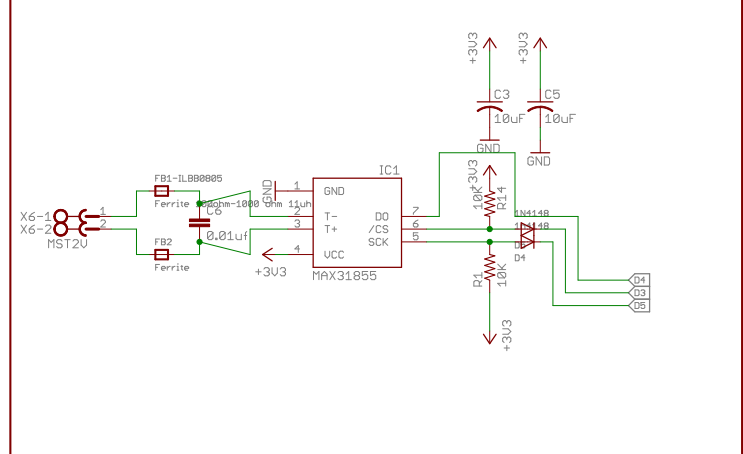 +3V3
+3V3
C3
10uF
C5
10uF
GND
GND
FB1-ILBB0805
Ferrite
600ohm-1000 ohm 11uh
X6-1
X6-2
MST2V
1
2
C6
0.01uf
FB2
Ferrite
GND
+3V3
IC1
1
2
3
4
GND
T-
T+
VCC
DO
/CS
SCK
7
6
5
MAX31855
+3V3
10K
R14
1N4148
1N4148
D4
R1
10K
+3V3
D4
D3
D5